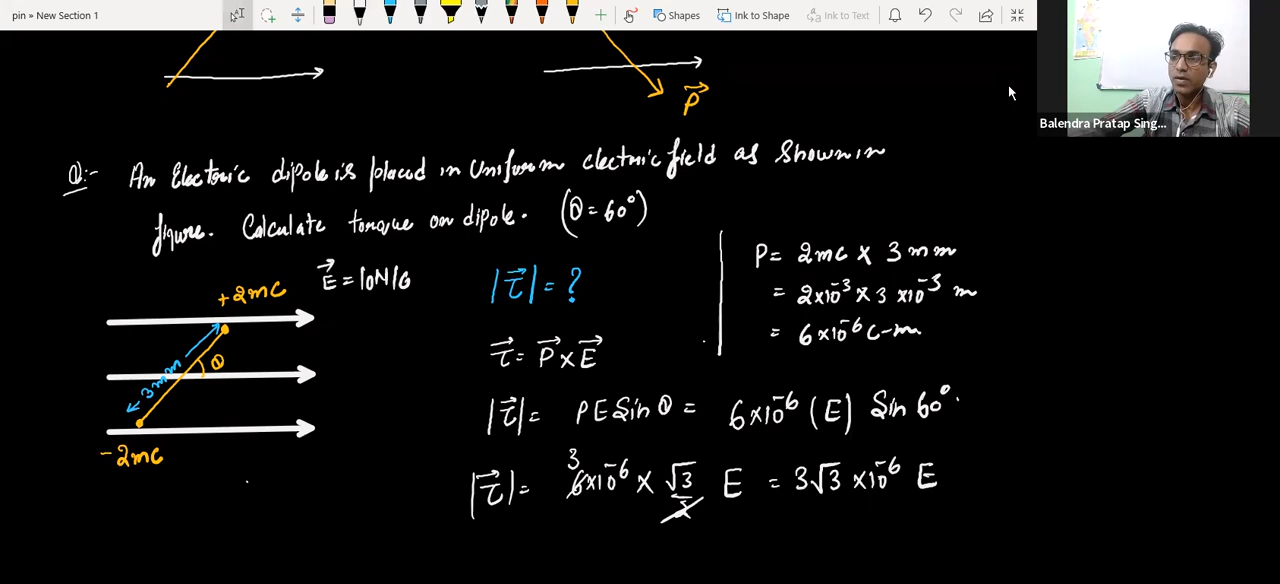 pin » New Section 1
Shapes
Ink to Shape
Ink to Text
Balendra Pratap Sing...
P
Q:- An Electric dipole is placed in Uniform electric field as Shown in
figure. Calculate torque on dipole. (θ = 60°)
E = 10N/C
+2mC
3mm
θ
-2mC
|τ| = ?
τ = P × E
|τ| = PE Sin θ = 6×10⁻⁶ (E) Sin 60°.
|τ| = 3 6×10⁻⁶ × √3/2 E = 3√3 ×10⁻⁶ E
P = 2mC × 3mm
= 2×10⁻³ × 3×10⁻³ m
= 6×10⁻⁶ C-m